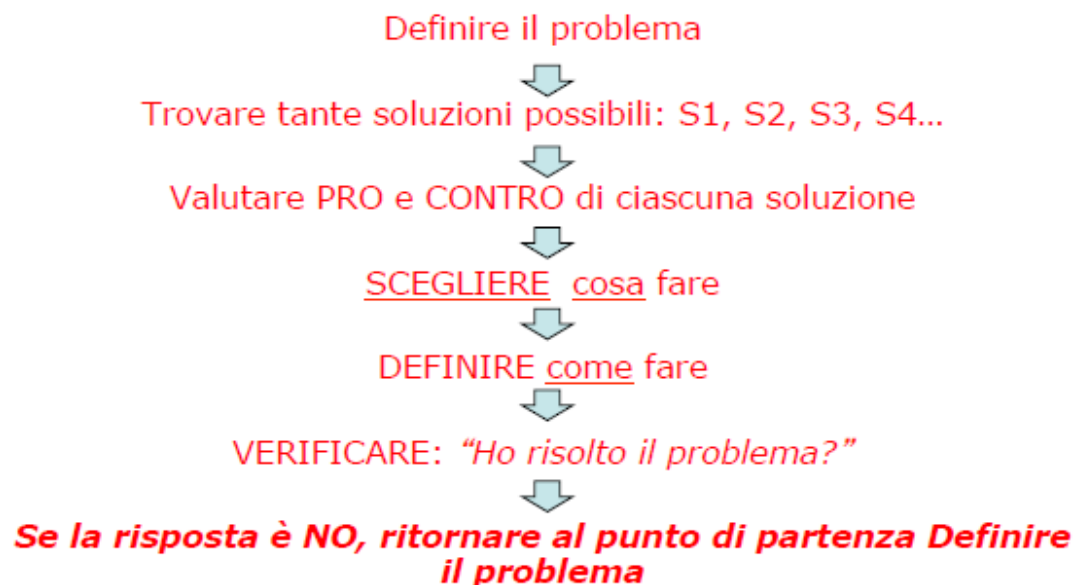 Definire il problema
Trovare tante soluzioni possibili: S1, S2, S3, S4...
Valutare PRO e CONTRO di ciascuna soluzione
SCEGLIERE cosa fare
DEFINIRE come fare
VERIFICARE: “Ho risolto il problema?”
Se la risposta è NO, ritornare al punto di partenza Definire
il problema